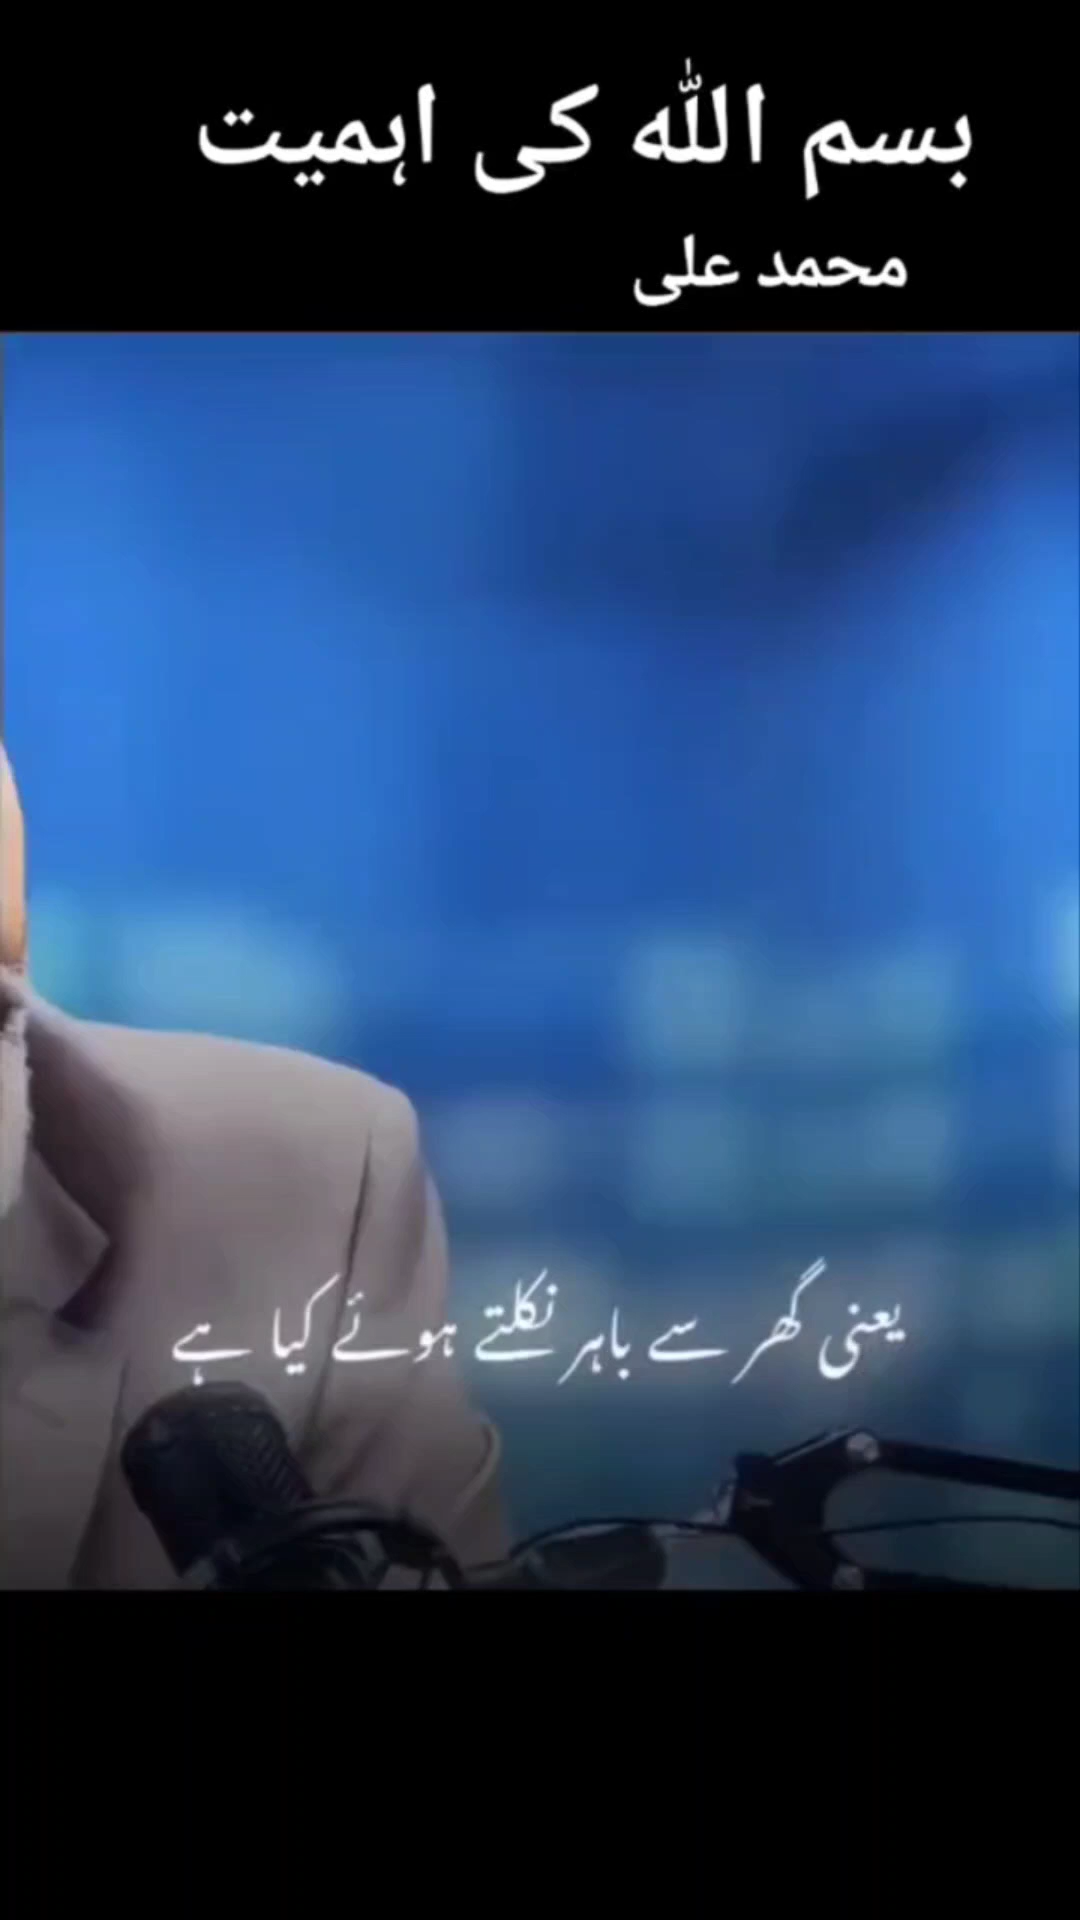 بسم اللہ کی اہمیت
محمد علی
یعنی گھر سے باہر نکلتے ہوئے کیا ہے